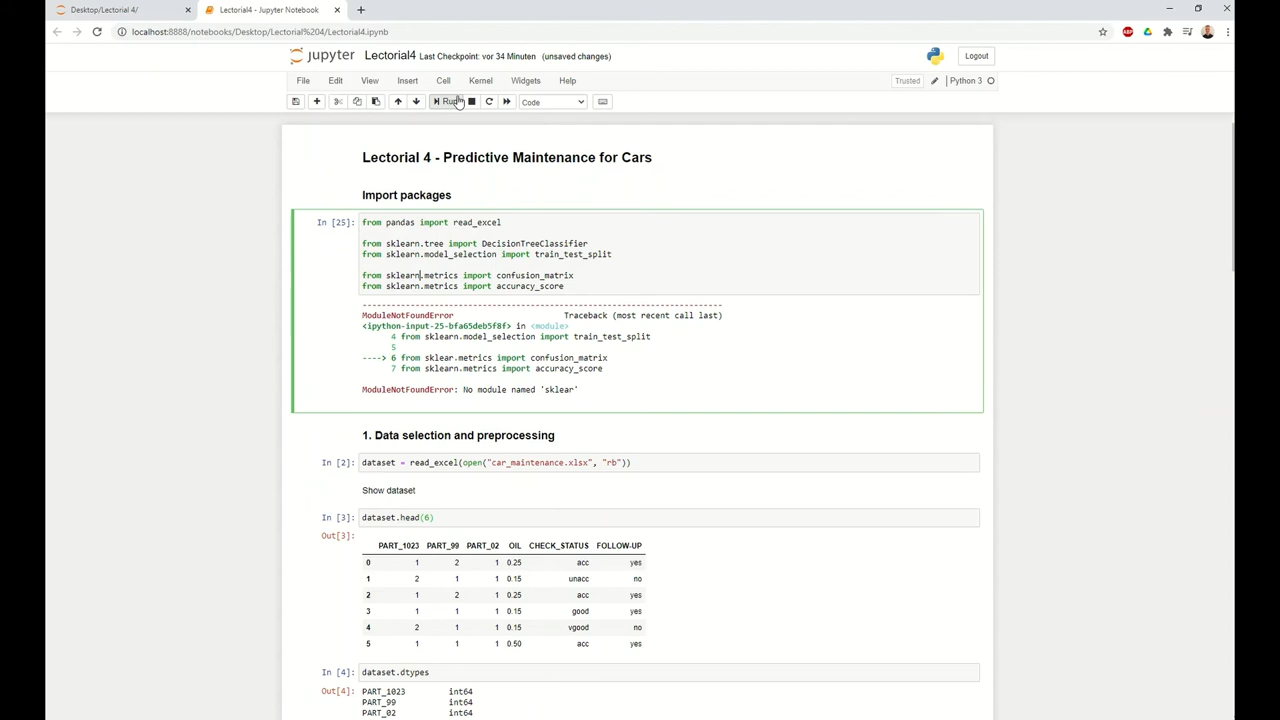 Desktop/Lectorial 4/
Lectorial4 - Jupyter Notebook
localhost:8888/notebooks/Desktop/Lectorial%204/Lectorial4.ipynb
ABP
jupyter Lectorial4 Last Checkpoint: vor 34 Minuten (unsaved changes)
Logout
File Edit View Insert Cell Kernel Widgets Help
Trusted Python 3
Run Code
Lectorial 4 - Predictive Maintenance for Cars
Import packages
In [25]: from pandas import read_excel
from sklearn.tree import DecisionTreeClassifier
from sklearn.model_selection import train_test_split
from sklearn.metrics import confusion_matrix
from sklearn.metrics import accuracy_score
---------------------------------------------------------------------------
ModuleNotFoundError Traceback (most recent call last)
<ipython-input-25-bfa65deb5f8f> in <module>
4 from sklearn.model_selection import train_test_split
5
----> 6 from sklear.metrics import confusion_matrix
7 from sklearn.metrics import accuracy_score
ModuleNotFoundError: No module named 'sklear'
1. Data selection and preprocessing
In [2]: dataset = read_excel(open("car_maintenance.xlsx", "rb"))
Show dataset
In [3]: dataset.head(6)
Out[3]:
PART_1023 PART_99 PART_02 OIL CHECK_STATUS FOLLOW-UP
0 1 2 1 0.25 acc yes
1 2 1 1 0.15 unacc no
2 1 2 1 0.25 acc yes
3 1 1 1 0.15 good yes
4 2 1 1 0.15 vgood no
5 1 1 1 0.50 acc yes
In [4]: dataset.dtypes
Out[4]: PART_1023 int64
PART_99 int64
PART_02 int64